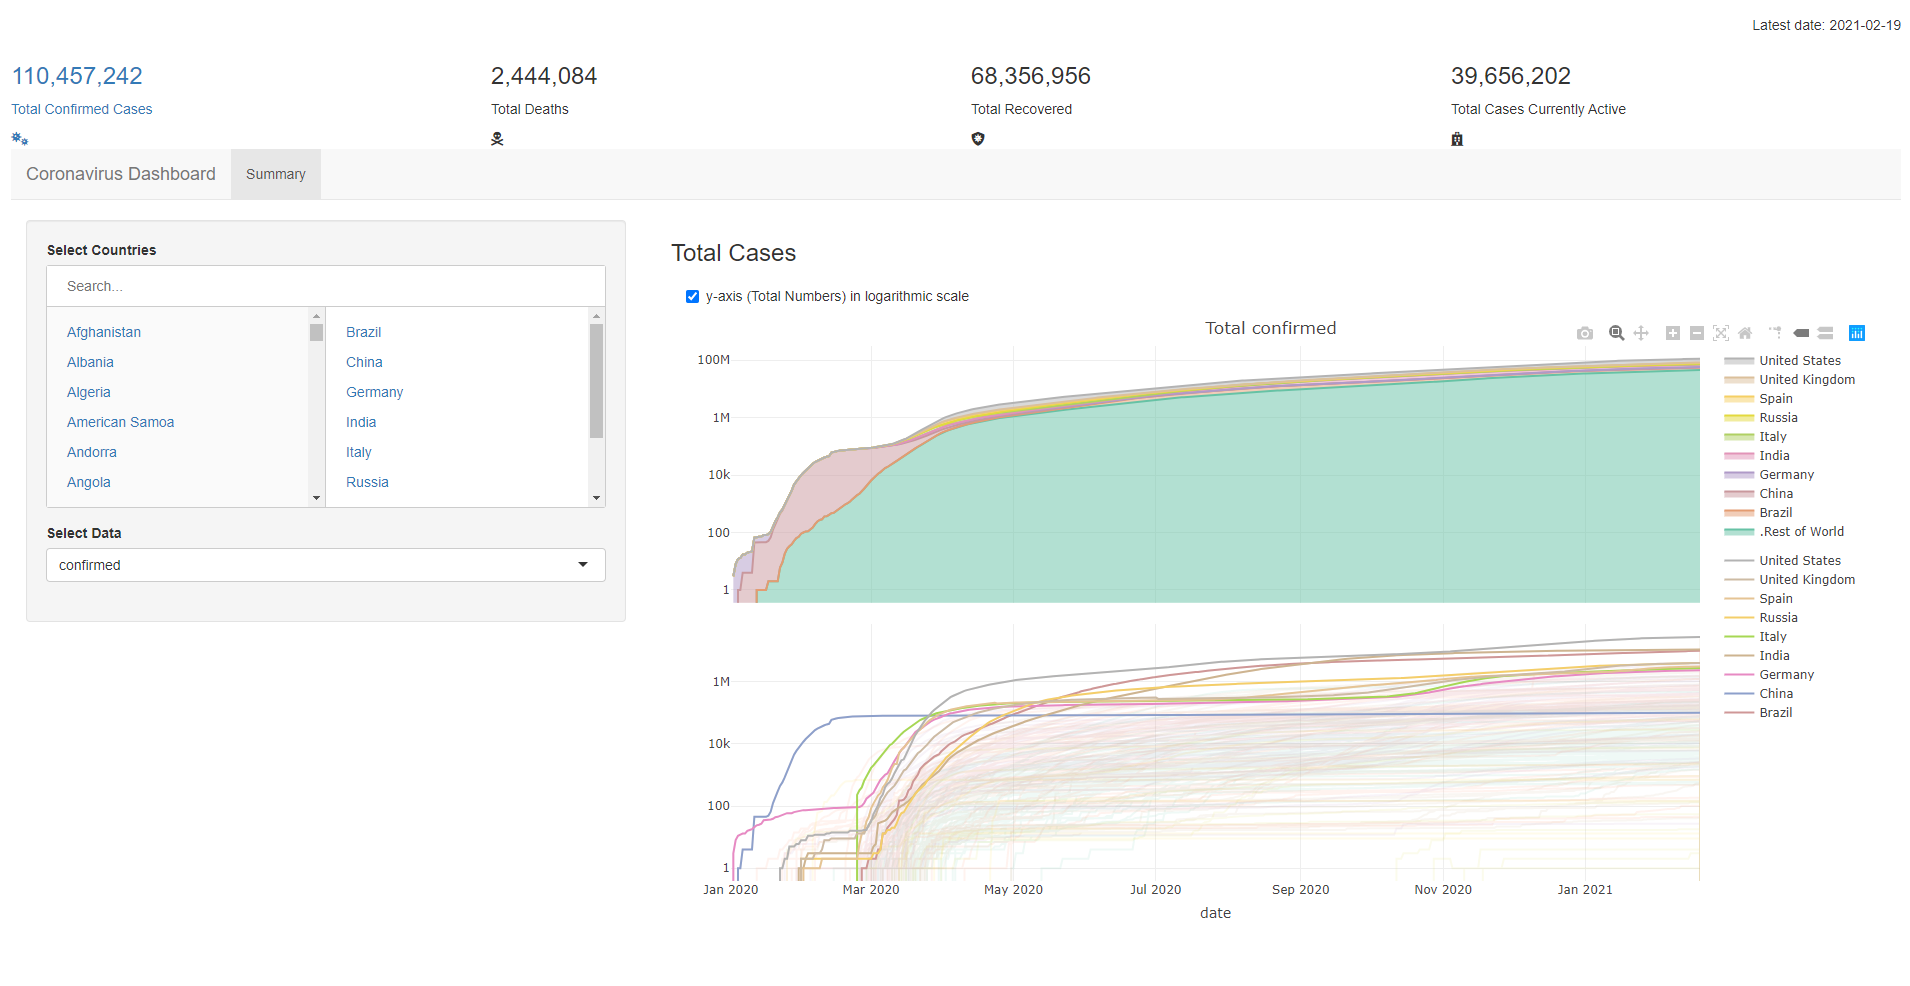 Latest date: 2021-02-19
110,457,242
Total Confirmed Cases
2,444,084
Total Deaths
68,356,956
Total Recovered
39,656,202
Total Cases Currently Active
Coronavirus Dashboard
Summary
Select Countries
Search...
Afghanistan
Albania
Algeria
American Samoa
Andorra
Angola
Brazil
China
Germany
India
Italy
Russia
Select Data
confirmed
Total Cases
y-axis (Total Numbers) in logarithmic scale
Total confirmed
100M
1M
10k
100
1
United States
United Kingdom
Spain
Russia
Italy
India
Germany
China
Brazil
.Rest of World
1M
10k
100
1
Jan 2020
Mar 2020
May 2020
Jul 2020
Sep 2020
Nov 2020
Jan 2021
date
United States
United Kingdom
Spain
Russia
Italy
India
Germany
China
Brazil